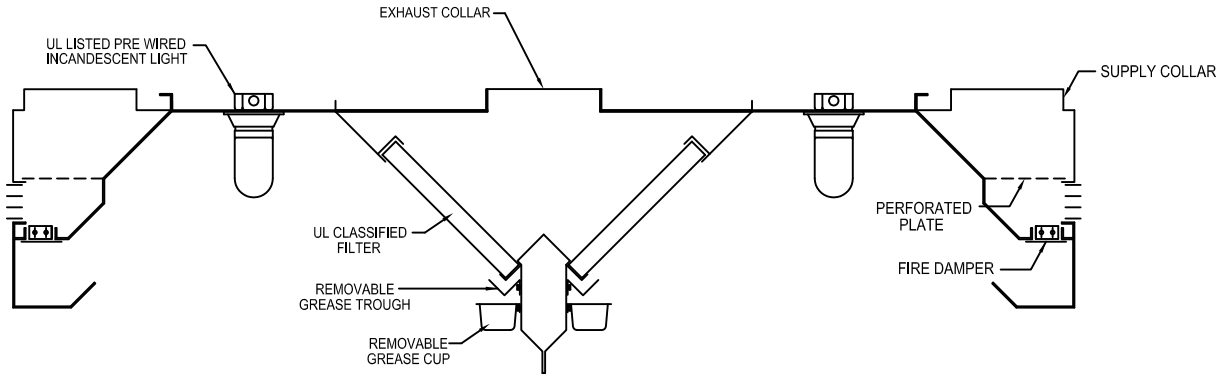 EXHAUST COLLAR
UL LISTED PRE WIRED
INCANDESCENT LIGHT
SUPPLY COLLAR
PERFORATED
PLATE
UL CLASSIFIED
FILTER
FIRE DAMPER
REMOVABLE
GREASE TROUGH
REMOVABLE
GREASE CUP